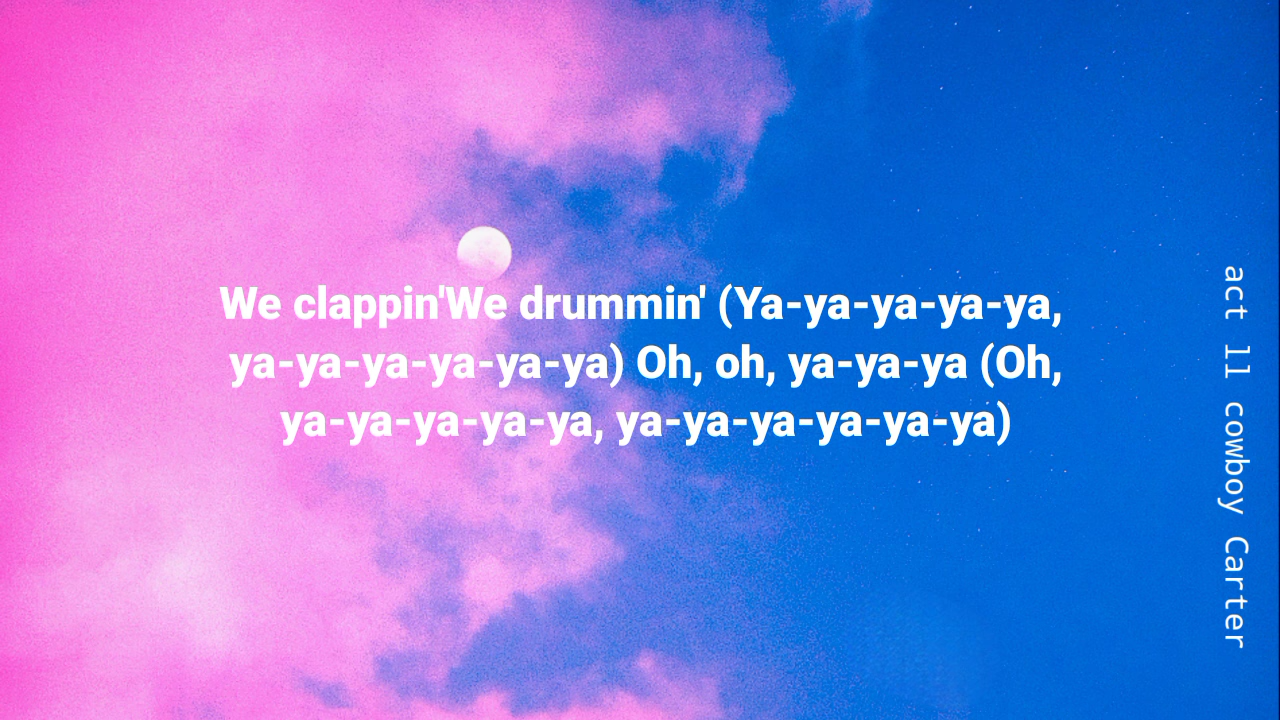 We clappin'We drummin' (Ya-ya-ya-ya-ya,
ya-ya-ya-ya-ya-ya) Oh, oh, ya-ya-ya (Oh,
ya-ya-ya-ya-ya, ya-ya-ya-ya-ya-ya)
act ll cowboy Carter